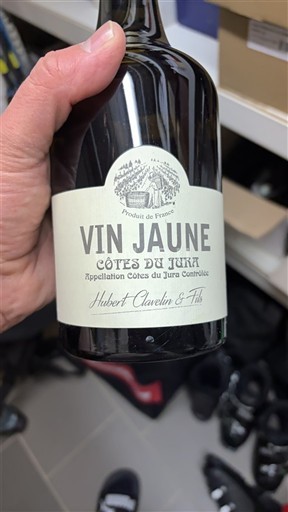 Produit de France
VIN JAUNE
CÔTES DU JURA
Appellation Côtes du Jura Contrôlée
Hubert Clavelin & Fils